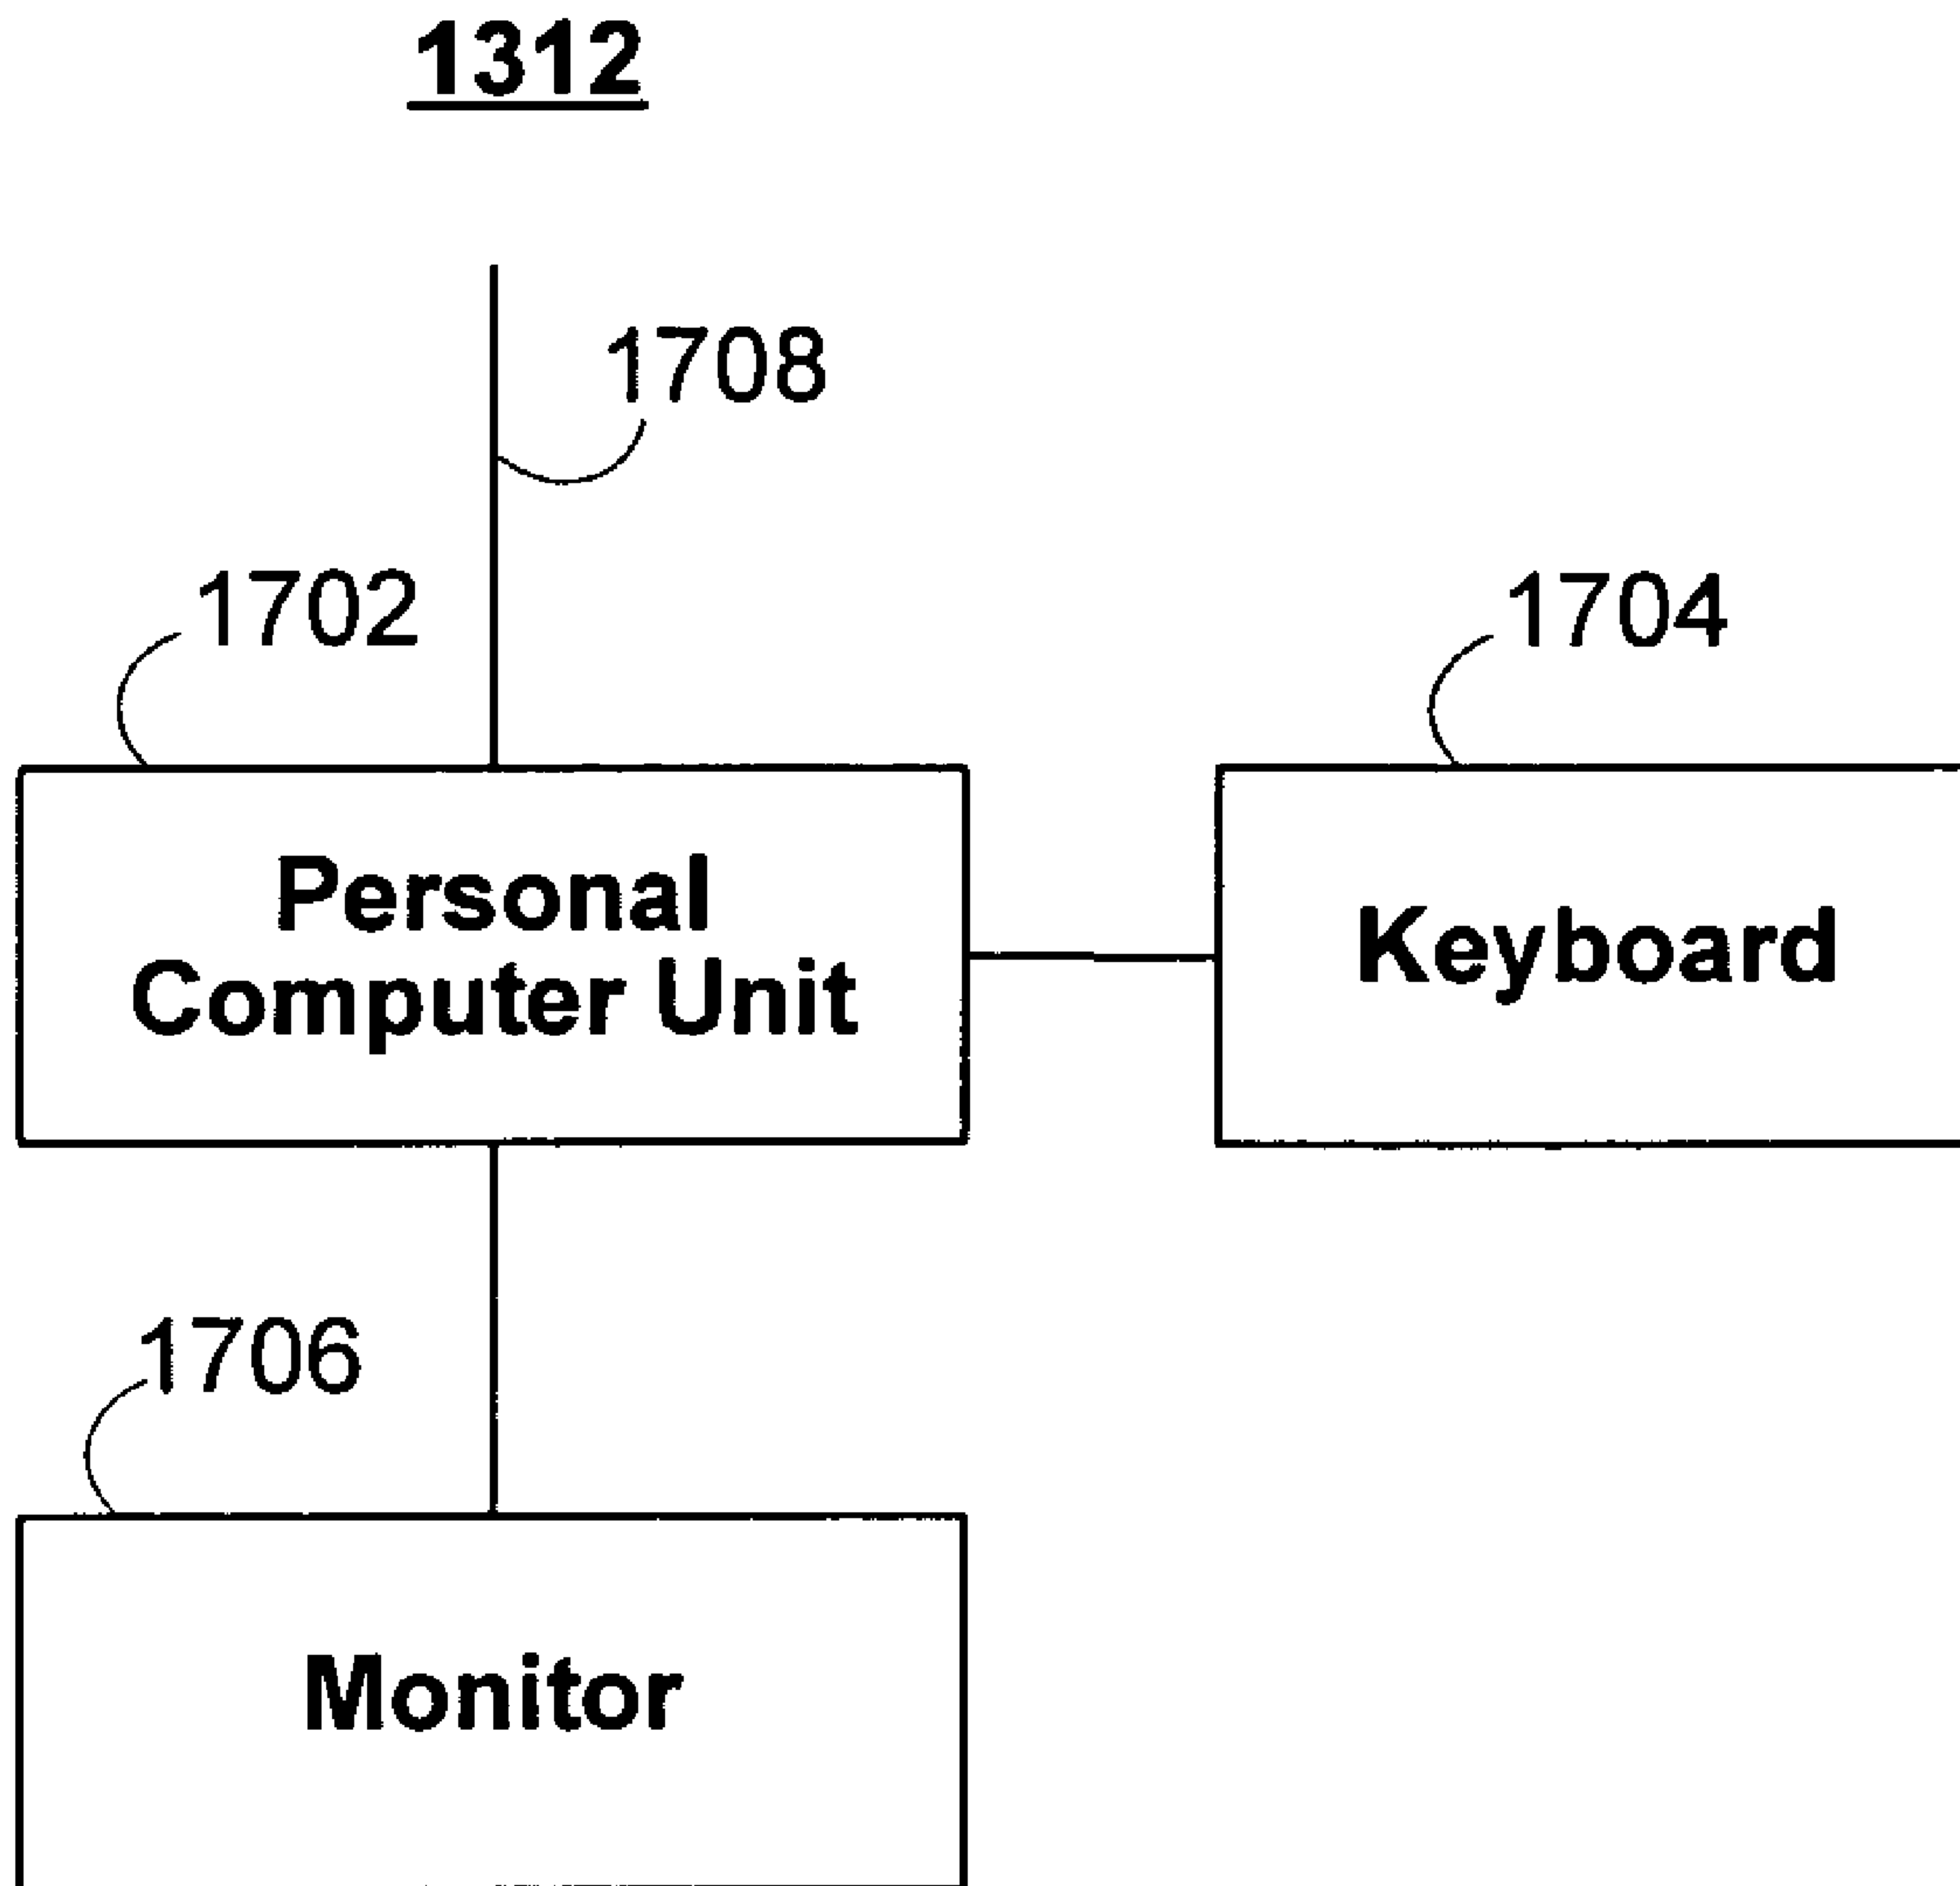 1312
1708
1702
1704
Personal
Computer Unit
Keyboard
1706
Monitor